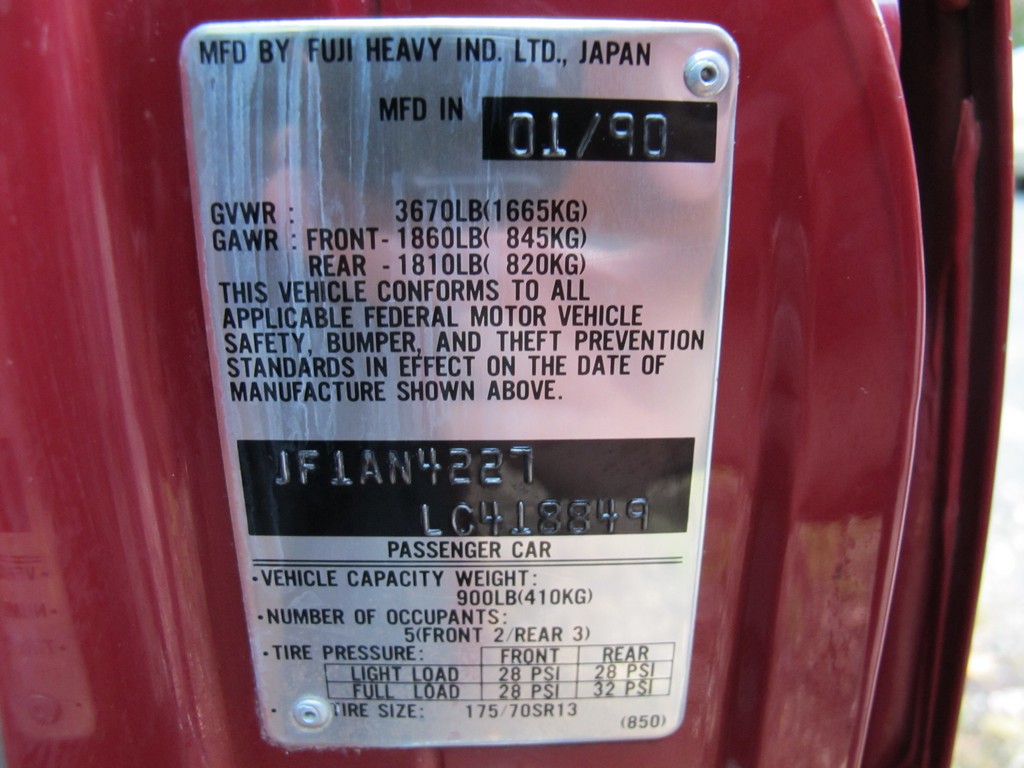 MFD BY FUJI HEAVY IND. LTD., JAPAN
MFD IN 01/90
GVWR : 3670LB(1665KG)
GAWR : FRONT- 1860LB( 845KG)
REAR - 1810LB( 820KG)
THIS VEHICLE CONFORMS TO ALL
APPLICABLE FEDERAL MOTOR VEHICLE
SAFETY, BUMPER, AND THEFT PREVENTION
STANDARDS IN EFFECT ON THE DATE OF
MANUFACTURE SHOWN ABOVE.
JF1AN4227
LC418849
PASSENGER CAR
·VEHICLE CAPACITY WEIGHT:
900LB(410KG)
·NUMBER OF OCCUPANTS:
5(FRONT 2/REAR 3)
·TIRE PRESSURE: FRONT REAR
LIGHT LOAD 28 PSI 28 PSI
FULL LOAD 28 PSI 32 PSI
·TIRE SIZE: 175/70SR13
(850)